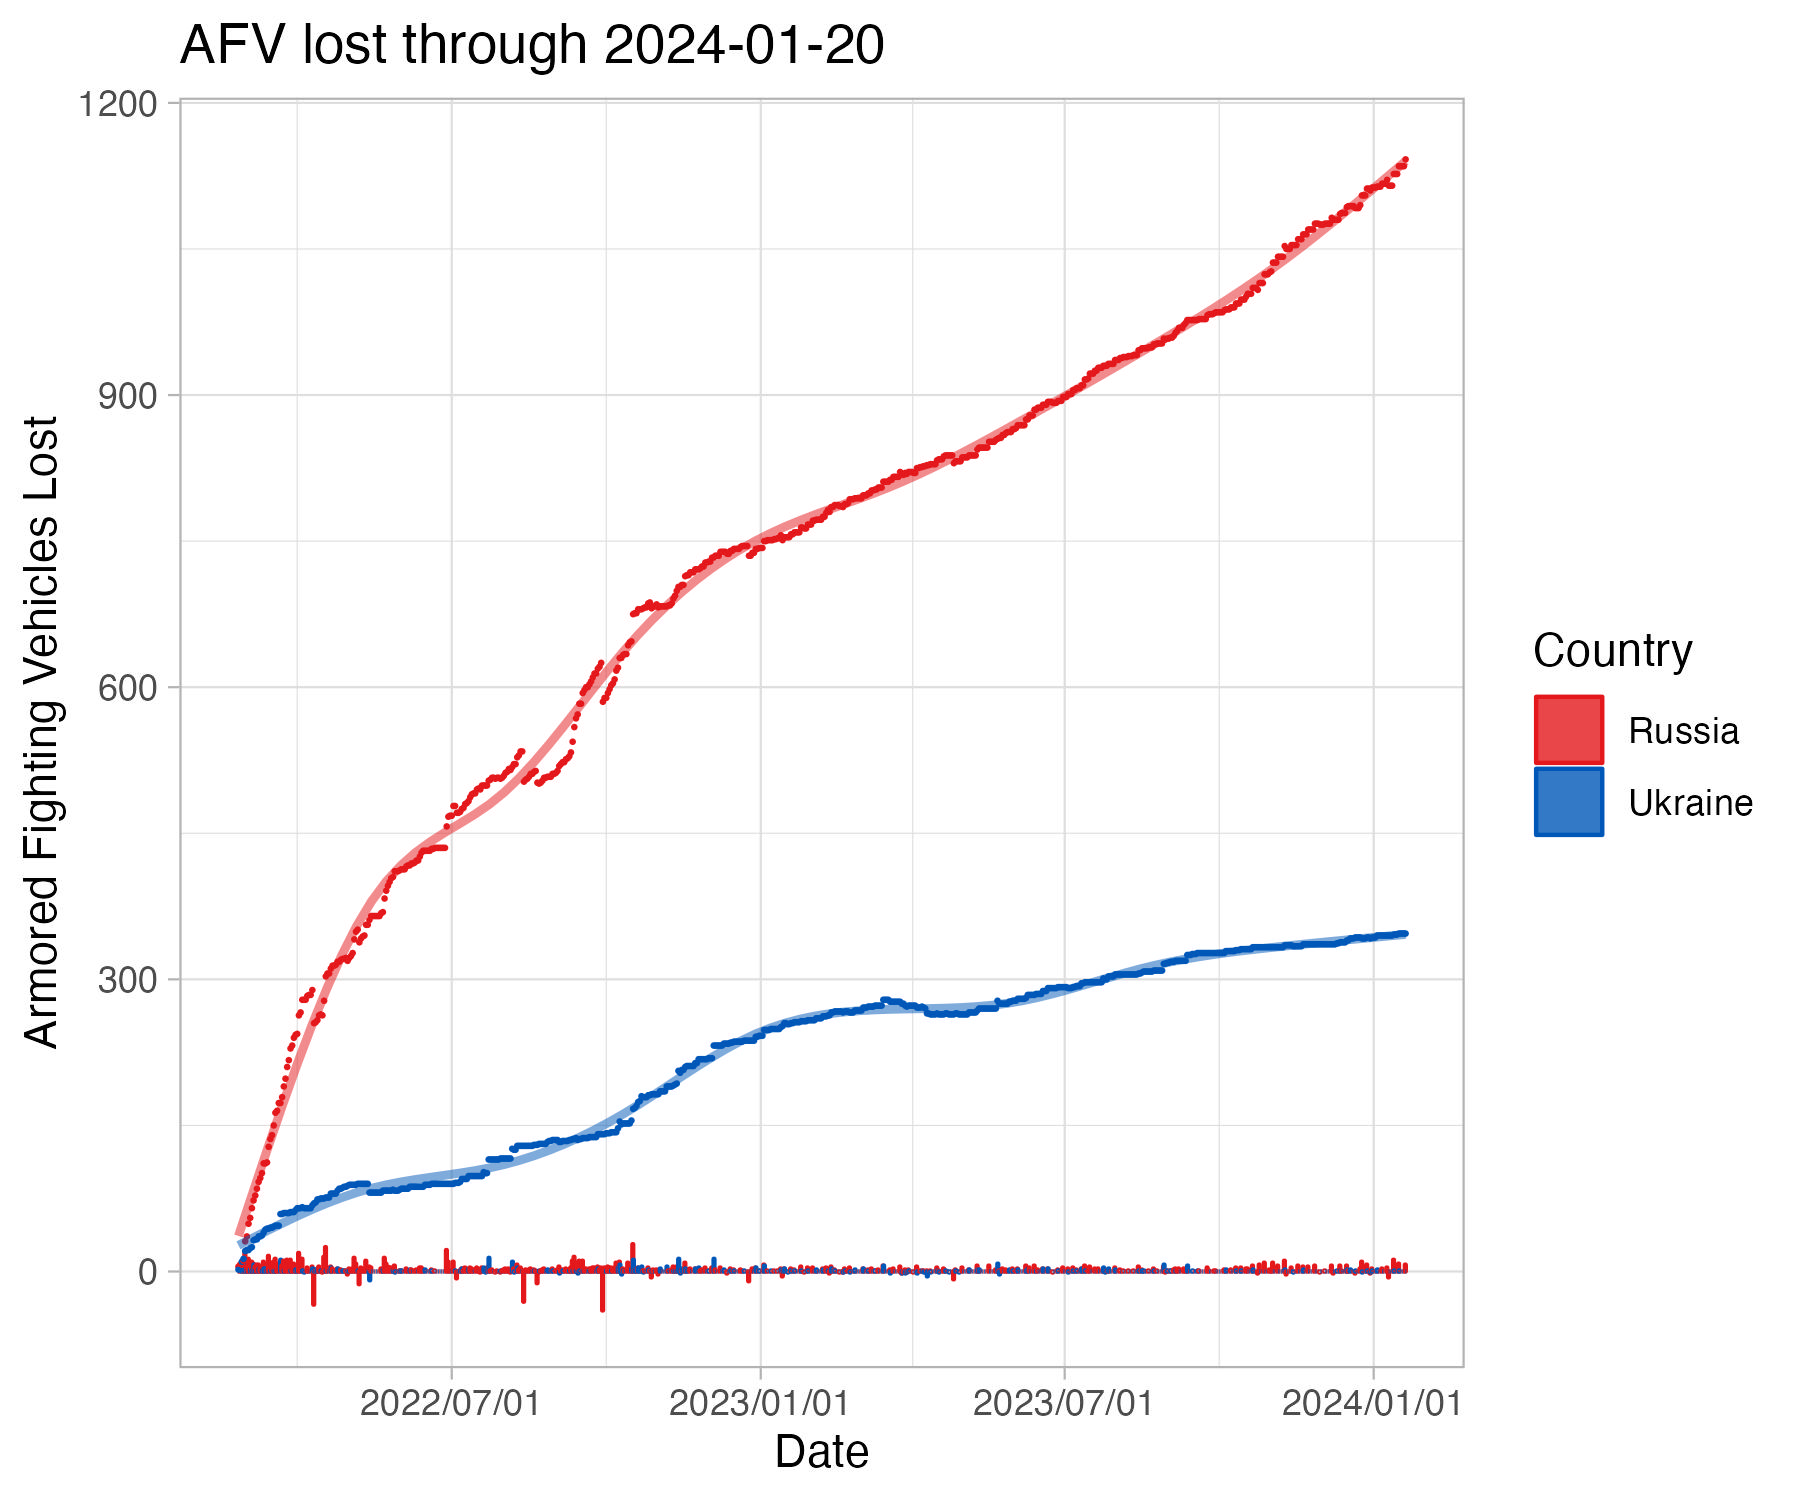 AFV lost through 2024-01-20
Armored Fighting Vehicles Lost
1200
900
600
300
0
2022/07/01
2023/01/01
2023/07/01
2024/01/01
Date
Country
Russia
Ukraine